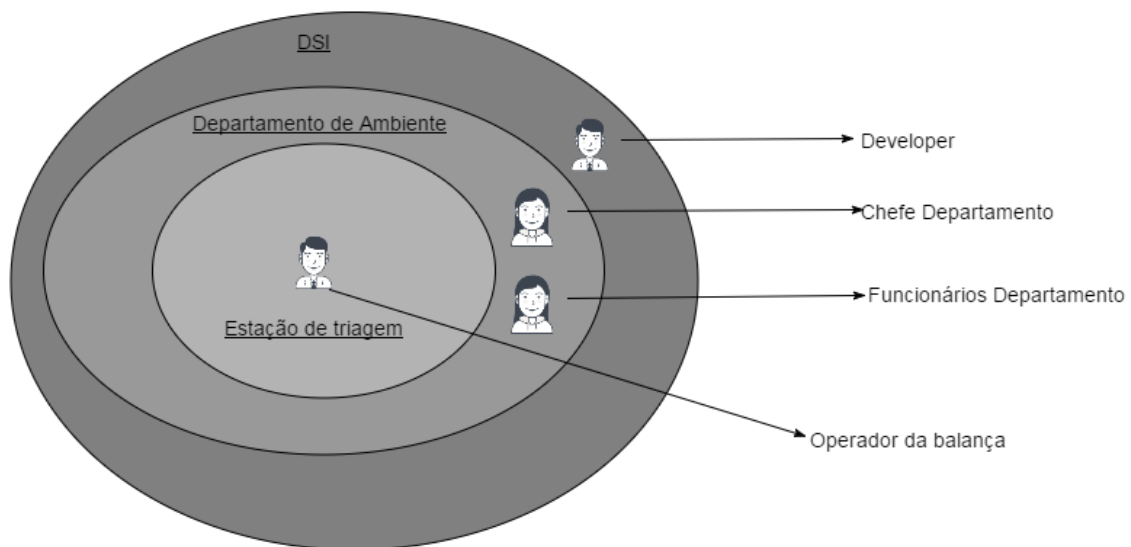 DSI
Departamento de Ambiente
Developer
Chefe Departamento
Funcionários Departamento
Estação de triagem
Operador da balança